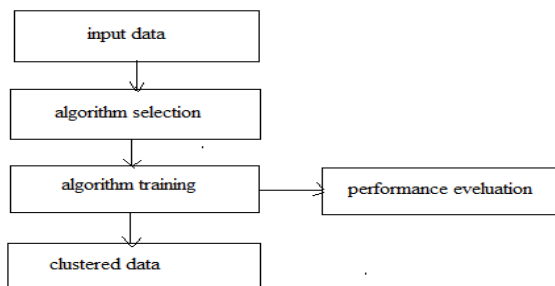 input data
algorithm selection
algorithm training
performance eveluation
clustered data